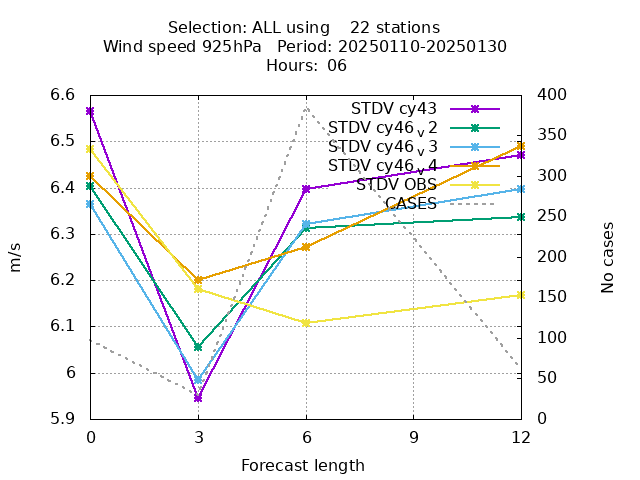 Selection: ALL using    22 stations
Wind speed 925hPa   Period: 20250110-20250130
Hours: 06
6.6
6.5
6.4
6.3
6.2
6.1
6
5.9
400
350
300
250
200
150
100
50
0
STDV cy43
STDV cy46_v2
STDV cy46_v3
STDV cy46_v4
STDV OBS
CASES
m/s
No cases
0 3 6 9 12
Forecast length